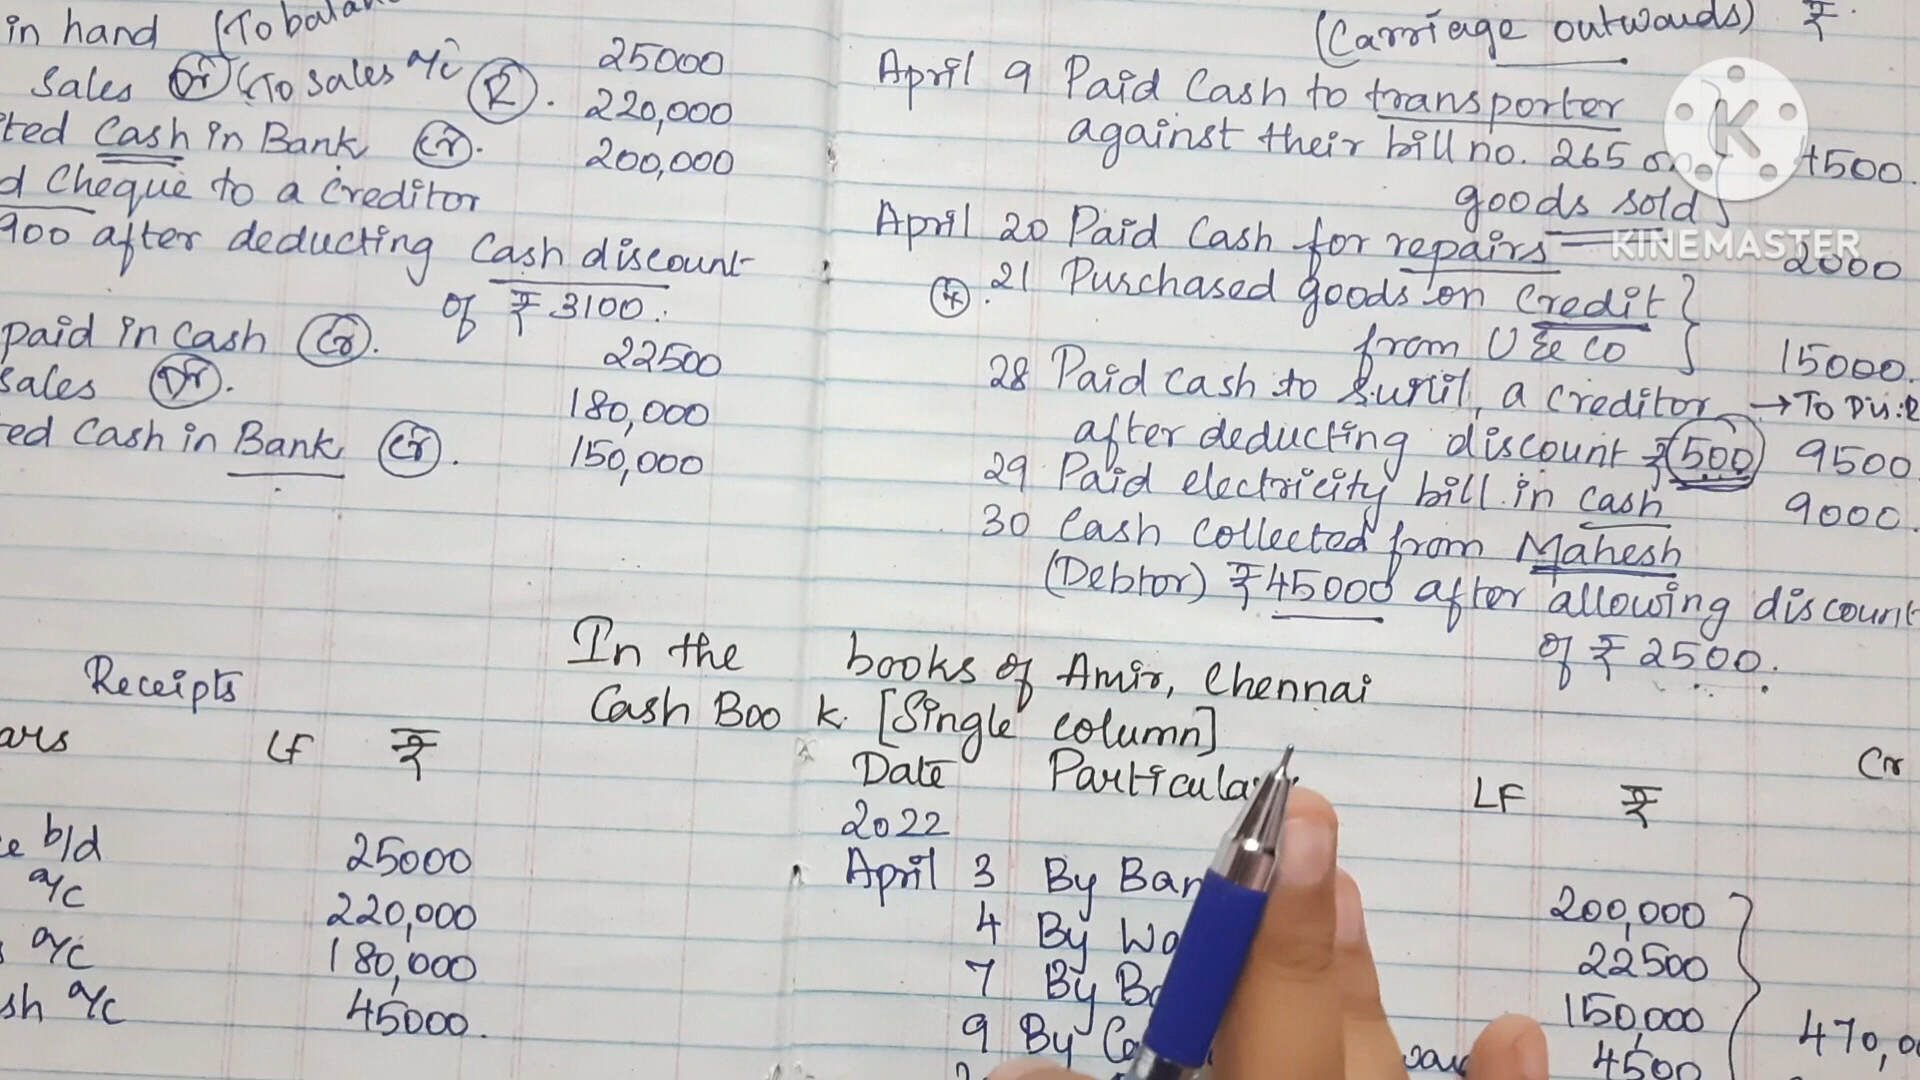 in hand (To balan
Sales Dr (To Sales a/c R. 25000
220,000
ted Cash in Bank Cr. 200,000
d Cheque to a Creditor
900 after deducting Cash discount
of ₹ 3100.
paid in Cash Cr. 22500
sales Dr. 180,000
ed Cash in Bank Cr. 150,000
(Carriage outwards) ₹
April 9 Paid Cash to transporter
against their bill no. 265 on 4500.
goods sold
April 20 Paid Cash for repairs 2000
21 Purchased goods on Credit
from U & Co 15000.
28 Paid Cash to Sunil, a Creditor → To Dis:R
after deducting discount ₹ 500 9500
29 Paid electricity bill in cash 9000.
30 Cash Collected from Mahesh
(Debtor) ₹ 45000 after allowing discount
of ₹ 2500.
K
KINEMASTER
In the books of Amir, Chennai
Cash Book. [Single column]
Receipts
ars LF ₹
e b/d 25000
a/c 220,000
a/c 180,000
sh a/c 45000.
Cr
Date Particula LF ₹
2022
April 3 By Ban 200,000
4 By Wa 22500
7 By Ba 150,000
9 By Ca 4500
470,0